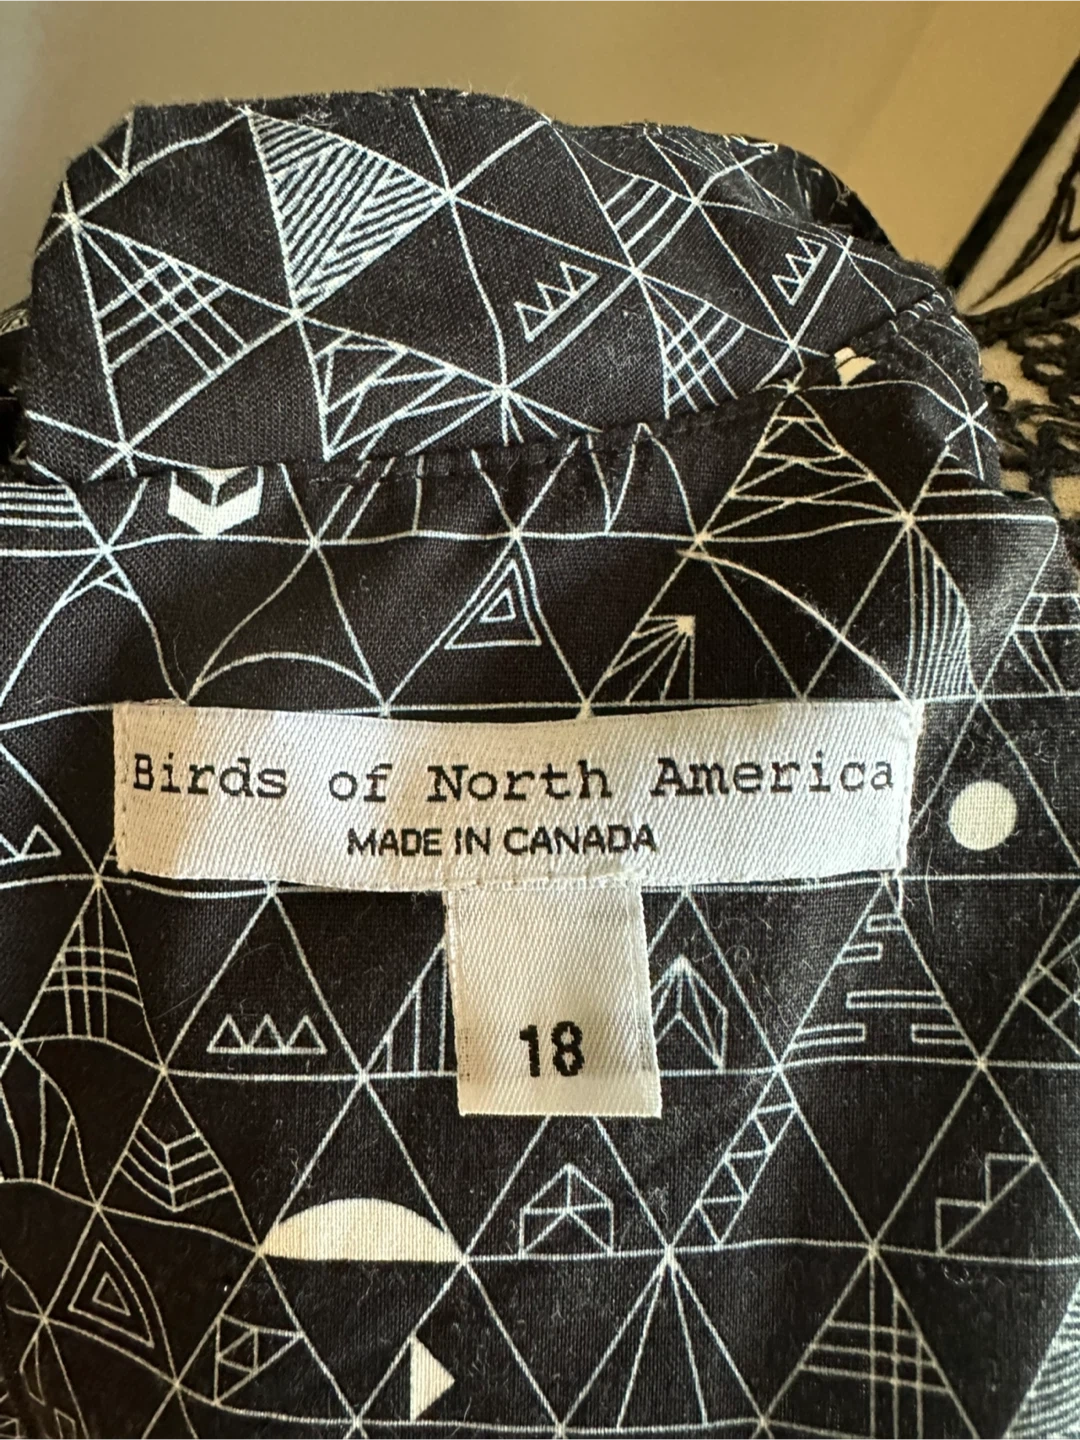 Birds of North America
MADE IN CANADA
18